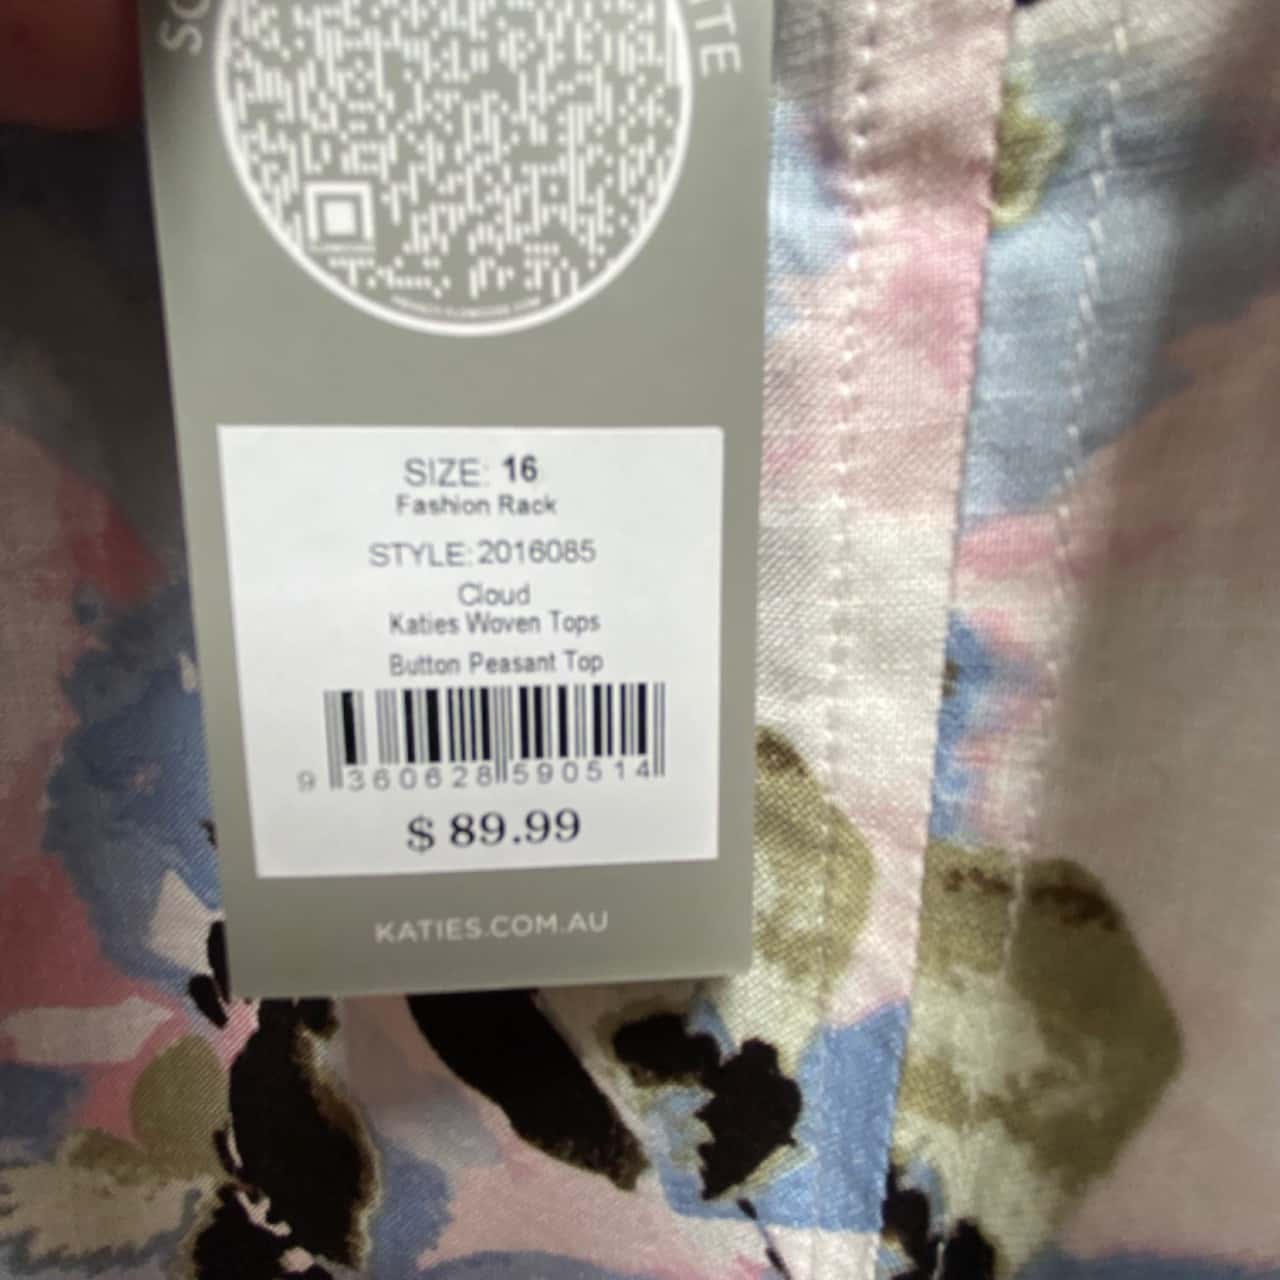 SIZE: 16
Fashion Rack
STYLE: 2016085
Cloud
Katies Woven Tops
Button Peasant Top
9 360628 590514
$ 89.99
KATIES.COM.AU